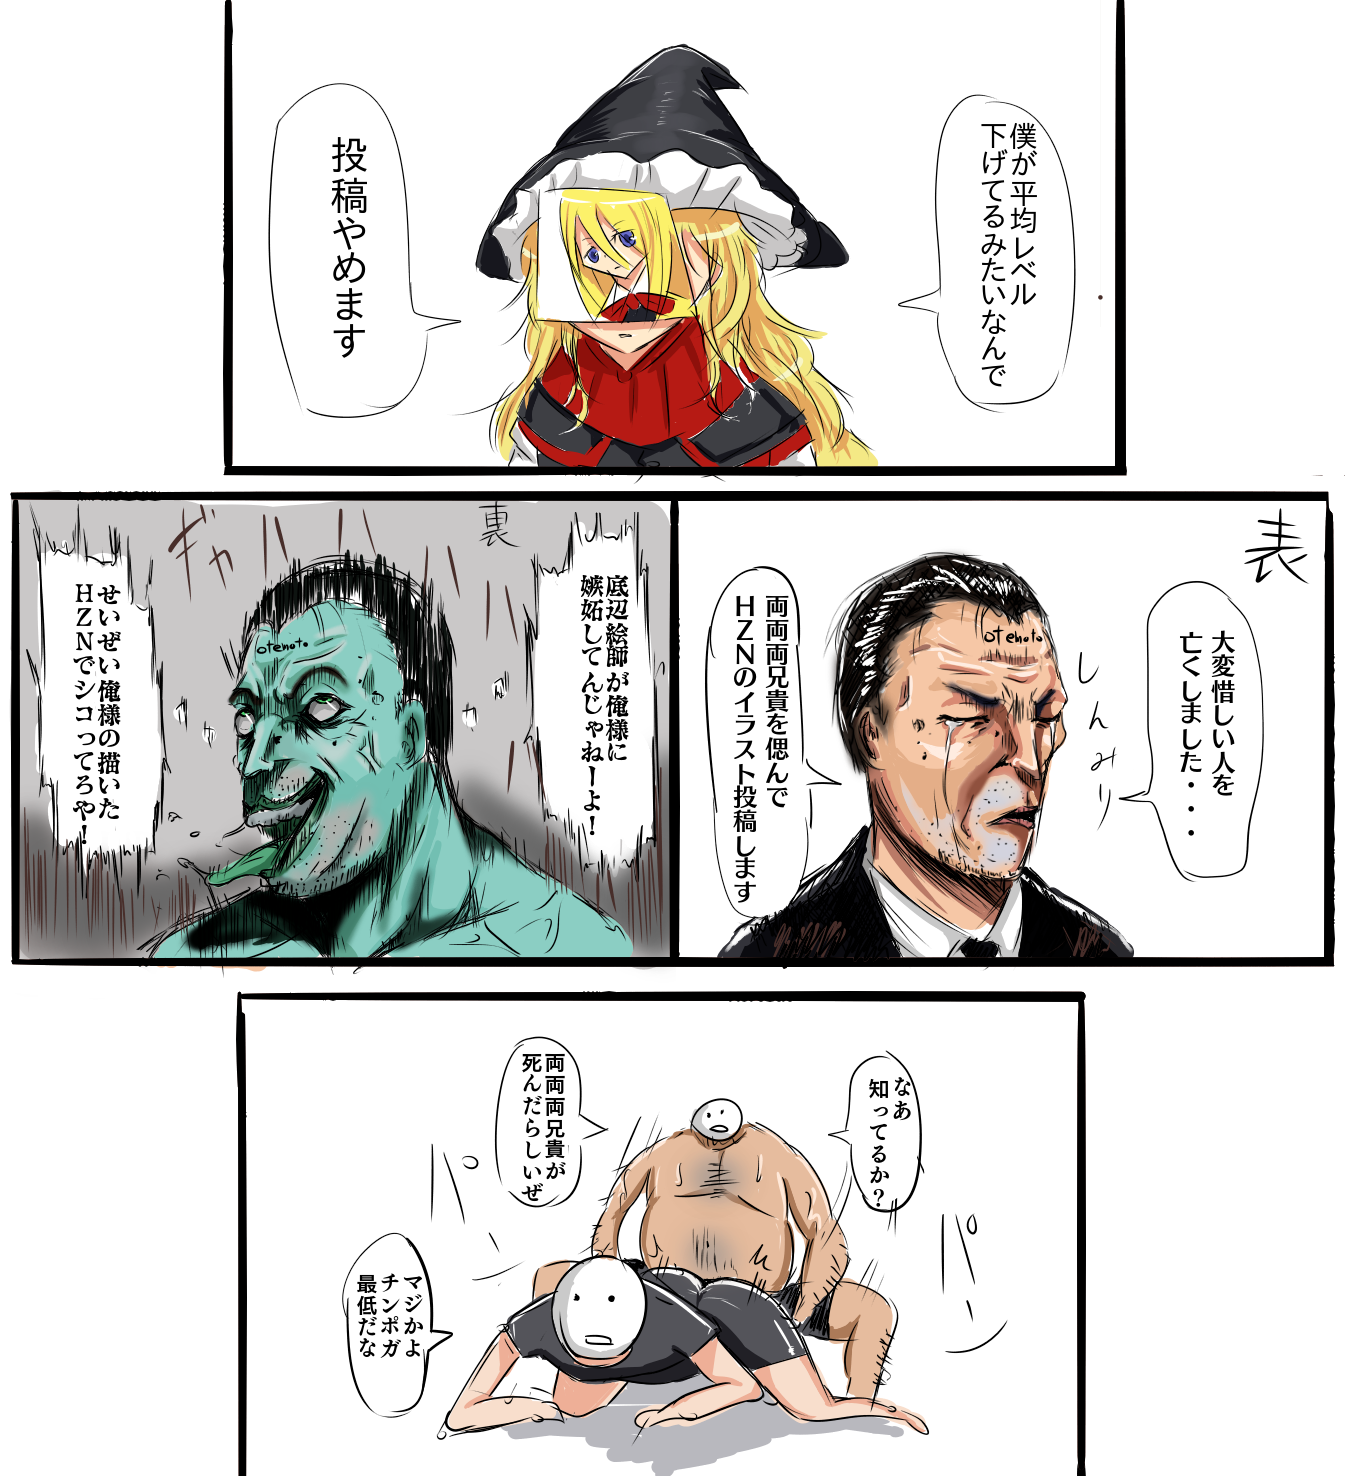 僕が平均レベル
下げてるみたいなんで
投稿やめます
表
大変惜しい人を
亡くしました・・・
しんみり
otenoto
両両両兄貴を偲んで
HZNのイラスト投稿します
裏
底辺絵師が俺様に
嫉妬してんじゃねーよ!
ギャハハ
otenoto
せいぜい俺様の描いた
HZNでシコってろや!
なあ
知ってるか?
両両両兄貴が
死んだらしいぜ
パン
パン
マジかよ
チンポガ
最低だな